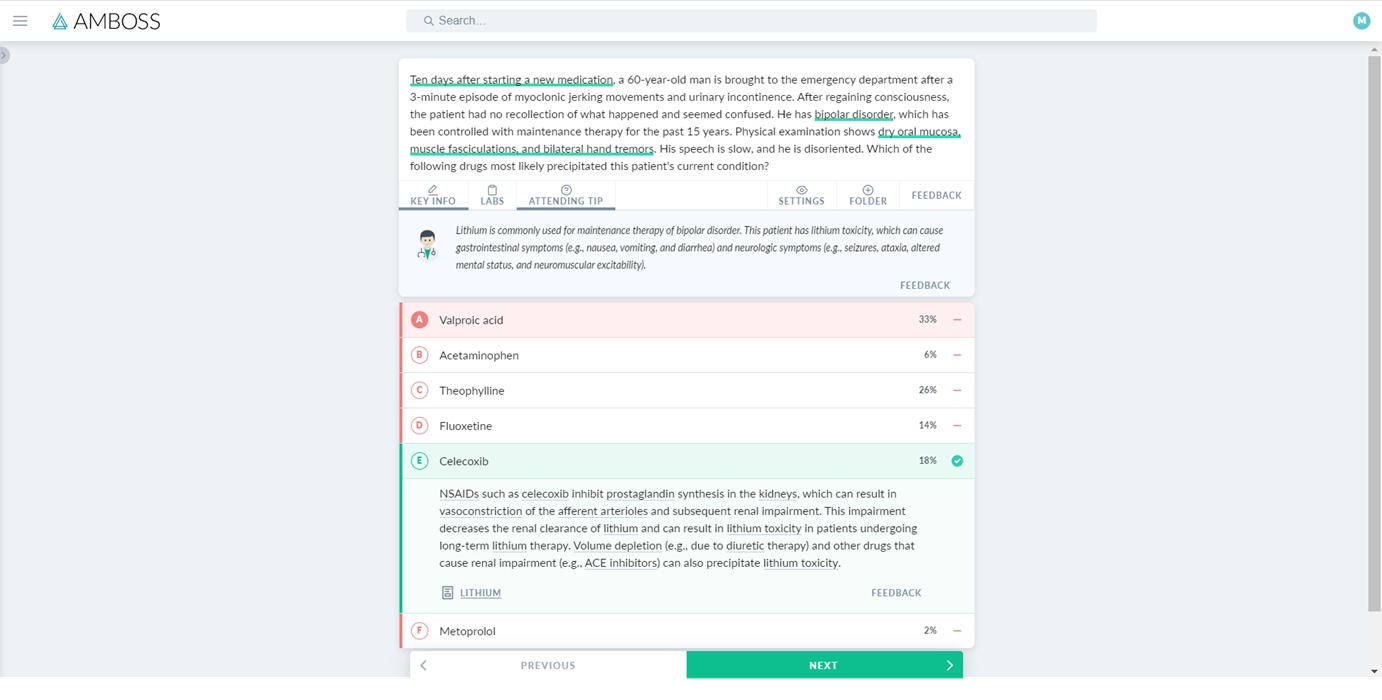 AMBOSS
Search...
M
Ten days after starting a new medication, a 60-year-old man is brought to the emergency department after a
3-minute episode of myoclonic jerking movements and urinary incontinence. After regaining consciousness,
the patient had no recollection of what happened and seemed confused. He has bipolar disorder, which has
been controlled with maintenance therapy for the past 15 years. Physical examination shows dry oral mucosa,
muscle fasciculations, and bilateral hand tremors. His speech is slow, and he is disoriented. Which of the
following drugs most likely precipitated this patient's current condition?
KEY INFO LABS ATTENDING TIP SETTINGS FOLDER FEEDBACK
Lithium is commonly used for maintenance therapy of bipolar disorder. This patient has lithium toxicity, which can cause
gastrointestinal symptoms (e.g., nausea, vomiting, and diarrhea) and neurologic symptoms (e.g., seizures, ataxia, altered
mental status, and neuromuscular excitability).
FEEDBACK
A Valproic acid 33%
B Acetaminophen 6%
C Theophylline 26%
D Fluoxetine 14%
E Celecoxib 18%
NSAIDs such as celecoxib inhibit prostaglandin synthesis in the kidneys, which can result in
vasoconstriction of the afferent arterioles and subsequent renal impairment. This impairment
decreases the renal clearance of lithium and can result in lithium toxicity in patients undergoing
long-term lithium therapy. Volume depletion (e.g., due to diuretic therapy) and other drugs that
cause renal impairment (e.g., ACE inhibitors) can also precipitate lithium toxicity.
LITHIUM FEEDBACK
F Metoprolol 2%
PREVIOUS NEXT